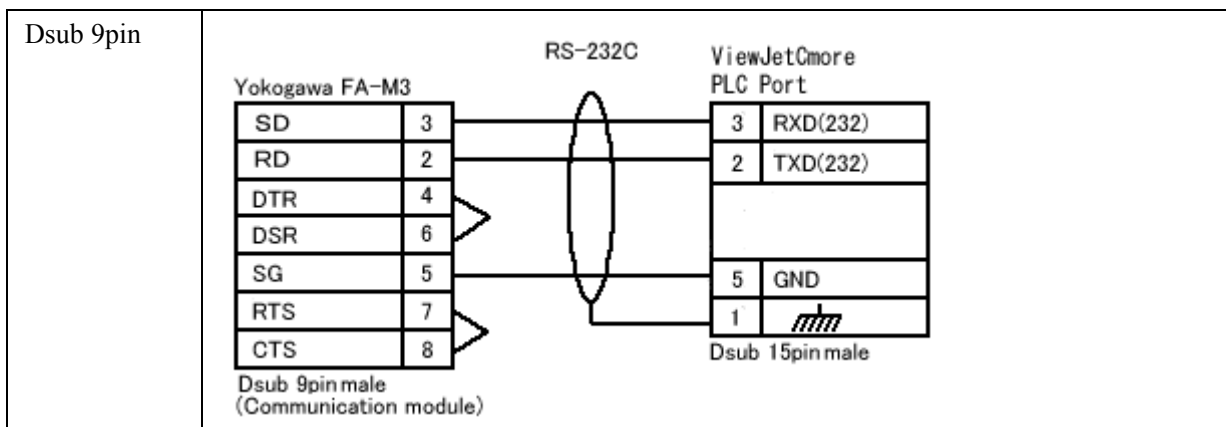 Dsub 9pin
RS-232C
ViewJetCmore
PLC Port
Yokogawa FA-M3
SD 3
RD 2
DTR 4
DSR 6
SG 5
RTS 7
CTS 8
Dsub 9pin male
(Communication module)
3 RXD(232)
2 TXD(232)
5 GND
1
Dsub 15pin male